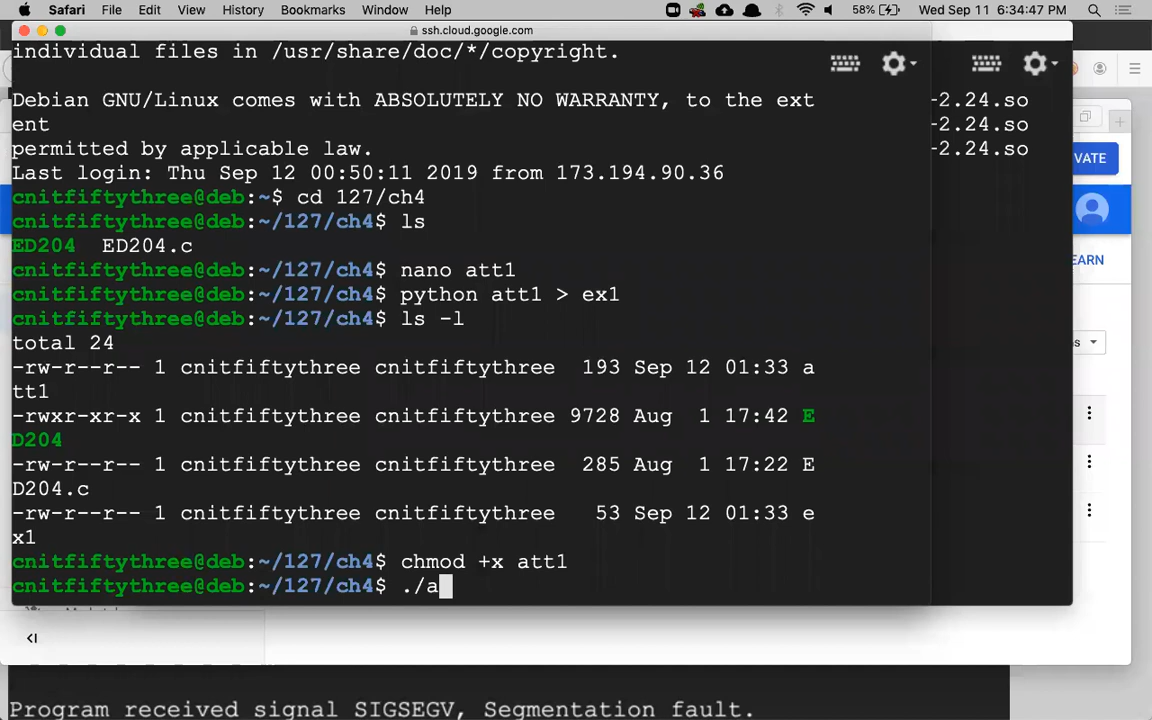 Safari File Edit View History Bookmarks Window Help 58% Wed Sep 11 6:34:47 PM
ssh.cloud.google.com
individual files in /usr/share/doc/*/copyright.
Debian GNU/Linux comes with ABSOLUTELY NO WARRANTY, to the ext
ent
permitted by applicable law.
Last login: Thu Sep 12 00:50:11 2019 from 173.194.90.36
cnitfiftythree@deb:~$ cd 127/ch4
cnitfiftythree@deb:~/127/ch4$ ls
ED204  ED204.c
cnitfiftythree@deb:~/127/ch4$ nano att1
cnitfiftythree@deb:~/127/ch4$ python att1 > ex1
cnitfiftythree@deb:~/127/ch4$ ls -l
total 24
-rw-r--r-- 1 cnitfiftythree cnitfiftythree  193 Sep 12 01:33 a
tt1
-rwxr-xr-x 1 cnitfiftythree cnitfiftythree 9728 Aug  1 17:42 E
D204
-rw-r--r-- 1 cnitfiftythree cnitfiftythree  285 Aug  1 17:22 E
D204.c
-rw-r--r-- 1 cnitfiftythree cnitfiftythree   53 Sep 12 01:33 e
x1
cnitfiftythree@deb:~/127/ch4$ chmod +x att1
cnitfiftythree@deb:~/127/ch4$ ./a
-2.24.so
-2.24.so
-2.24.so
VATE
EARN
Program received signal SIGSEGV, Segmentation fault.